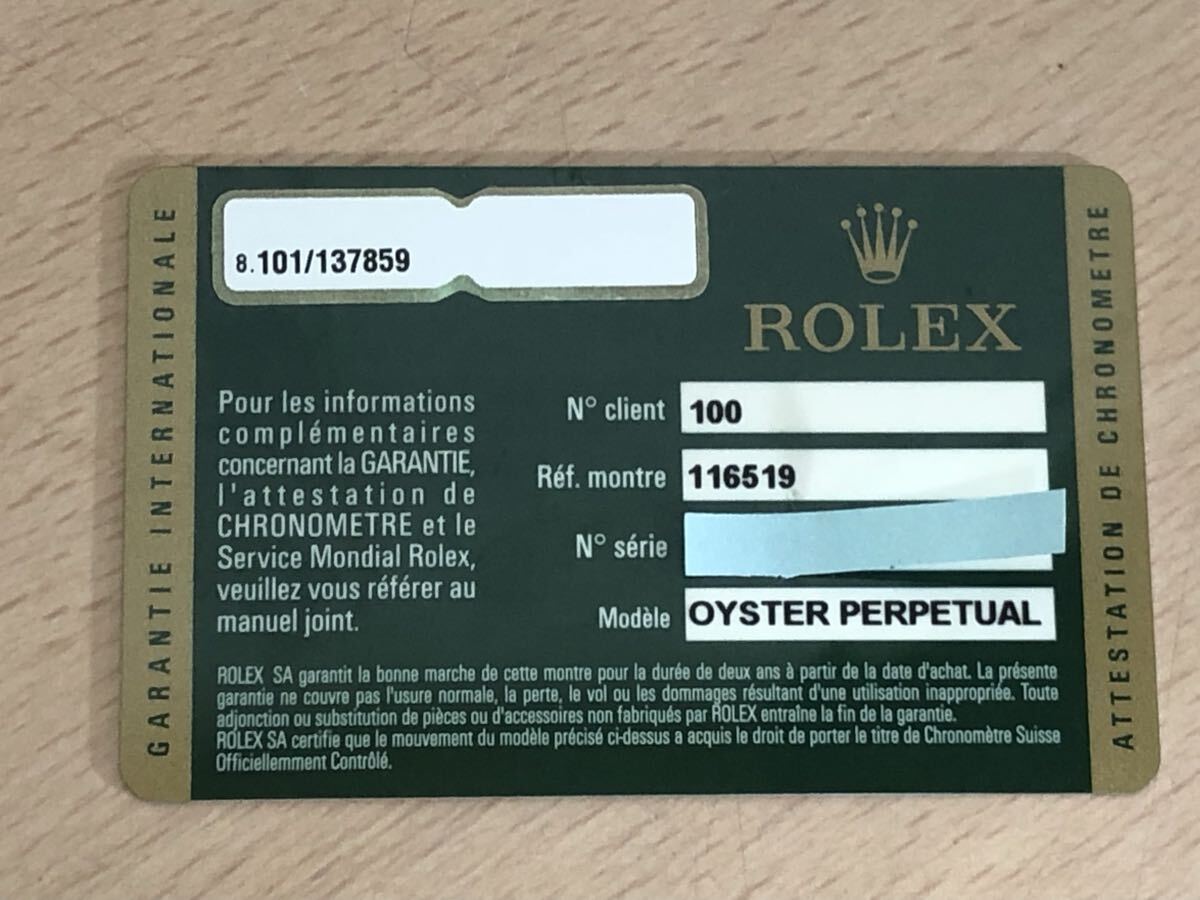 GARANTIE INTERNATIONALE
8.101/137859
ROLEX
Pour les informations
complémentaires
concernant la GARANTIE,
l'attestation de
CHRONOMETRE et le
Service Mondial Rolex,
veuillez vous référer au
manuel joint.
N° client 100
Réf. montre 116519
N° série
Modèle OYSTER PERPETUAL
ROLEX SA garantit la bonne marche de cette montre pour la durée de deux ans à partir de la date d'achat. La présente
garantie ne couvre pas l'usure normale, la perte, le vol ou les dommages résultant d'une utilisation inappropriée. Toute
adjonction ou substitution de pièces ou d'accessoires non fabriqués par ROLEX entraîne la fin de la garantie.
ROLEX SA certifie que le mouvement du modèle précisé ci-dessus a acquis le droit de porter le titre de Chronomètre Suisse
Officiellemment Contrôlé.
ATTESTATION DE CHRONOMETRE